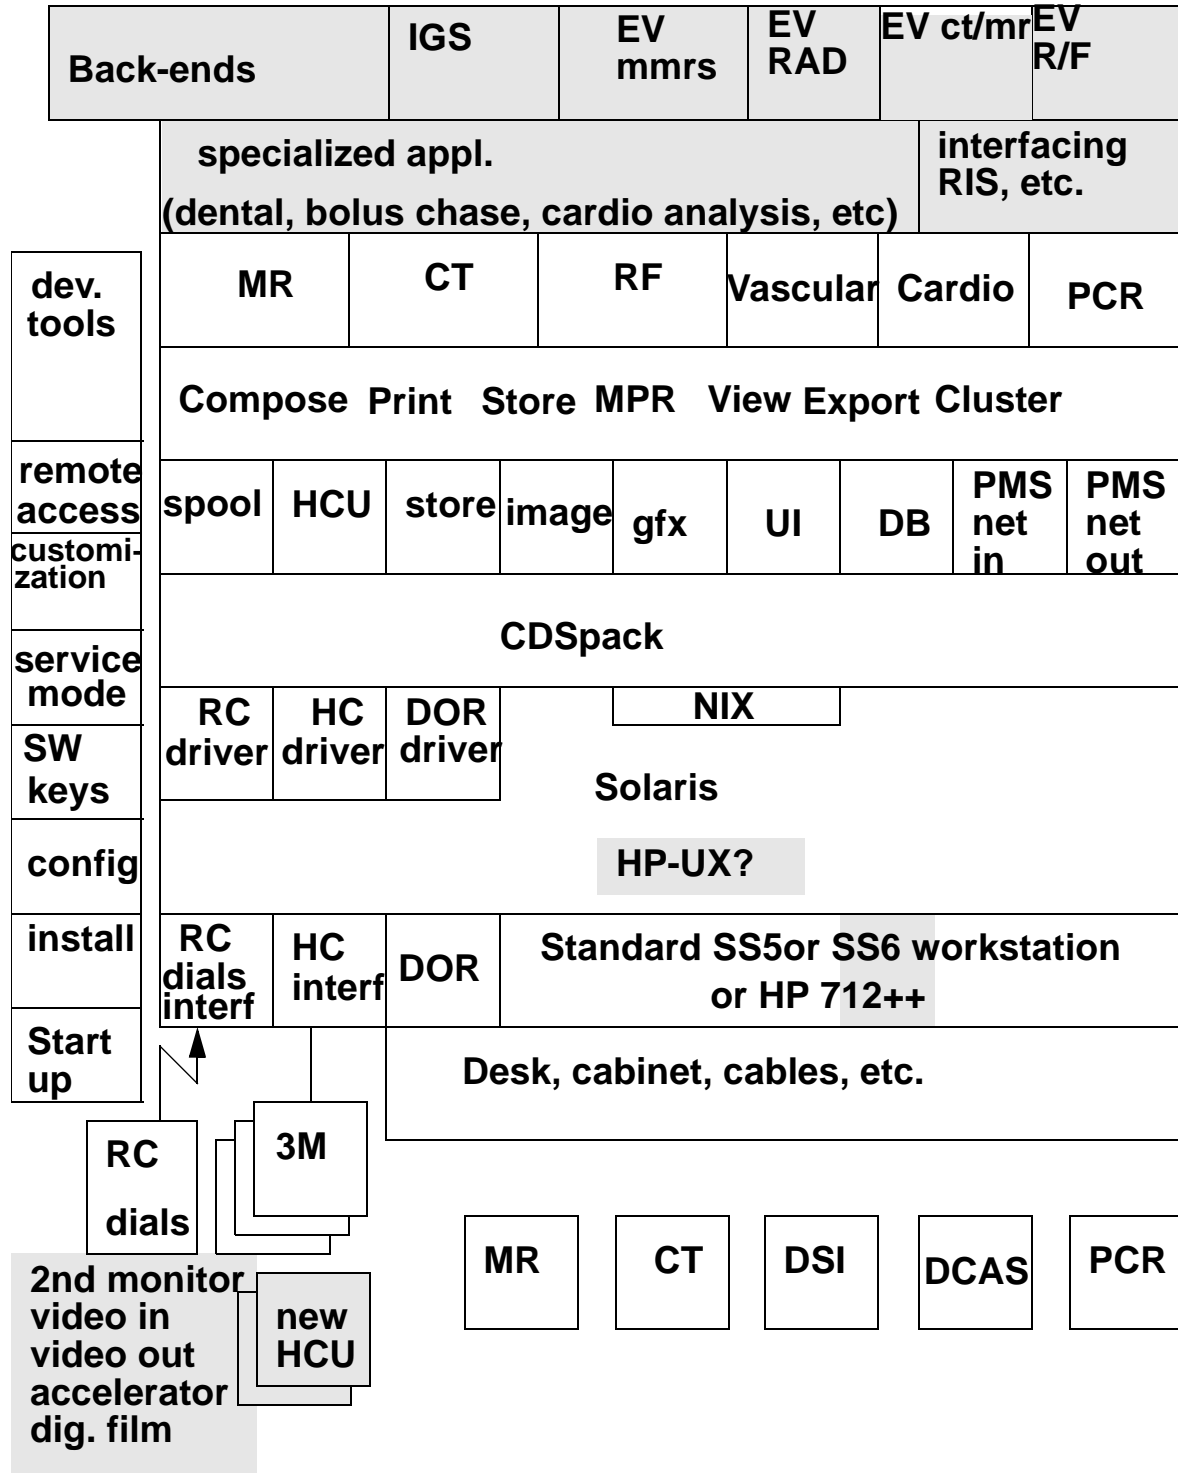 Back-ends
IGS
EV
mmrs
EV
RAD
EV ct/mr
EV
R/F
specialized appl.
(dental, bolus chase, cardio analysis, etc)
interfacing
RIS, etc.
dev.
tools
MR
CT
RF
Vascular
Cardio
PCR
Compose Print Store MPR View Export Cluster
remote
access
spool
HCU
store
image
gfx
UI
DB
PMS
net
in
PMS
net
out
customi-
zation
CDSpack
service
mode
RC
driver
HC
driver
DOR
driver
NIX
SW
keys
Solaris
config
HP-UX?
install
RC
dials
interf
HC
interf
DOR
Standard SS5or SS6 workstation
or HP 712++
Start
up
Desk, cabinet, cables, etc.
RC
dials
3M
MR
CT
DSI
DCAS
PCR
2nd monitor
video in
video out
accelerator
dig. film
new
HCU